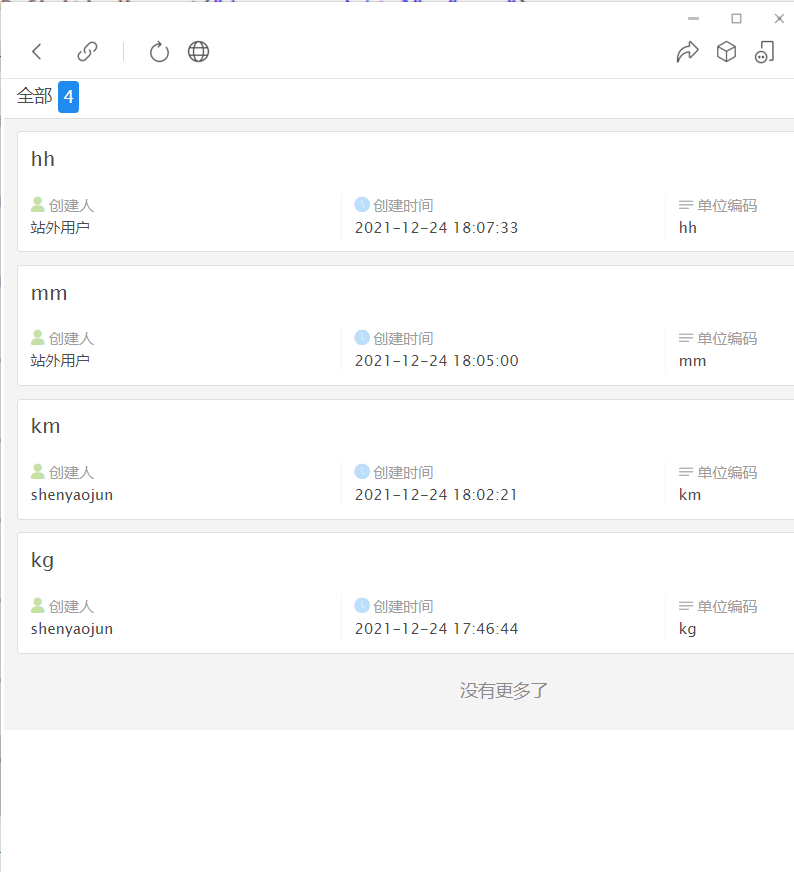 全部 4
hh
创建人 创建时间 单位编码
站外用户 2021-12-24 18:07:33 hh
mm
创建人 创建时间 单位编码
站外用户 2021-12-24 18:05:00 mm
km
创建人 创建时间 单位编码
shenyaojun 2021-12-24 18:02:21 km
kg
创建人 创建时间 单位编码
shenyaojun 2021-12-24 17:46:44 kg
没有更多了